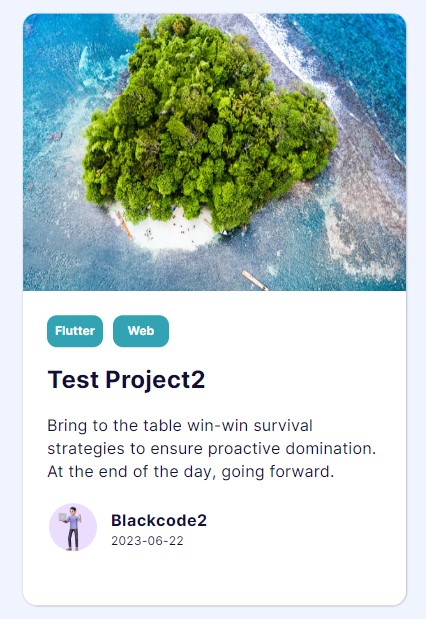 Flutter Web
Test Project2
Bring to the table win-win survival
strategies to ensure proactive domination.
At the end of the day, going forward.
Blackcode2
2023-06-22